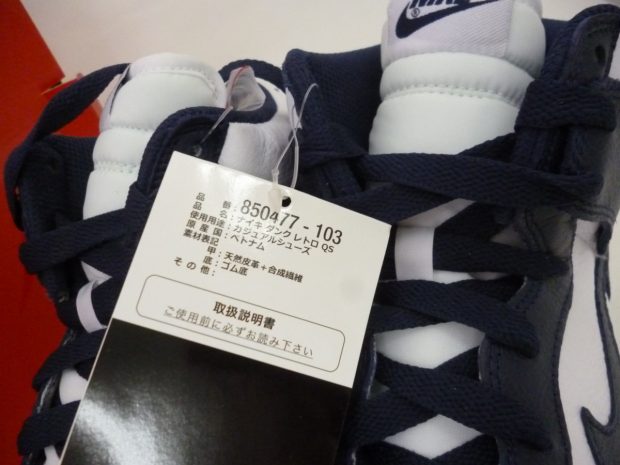 NIKE
品　番：850477 - 103
品　名：ナイキ ダンク レトロ QS
使用用途：カジュアルシューズ
原産国：ベトナム
素材表記
甲：天然皮革＋合成繊維
底：ゴム底
その他：
取扱説明書
ご使用前に必ずお読み下さい